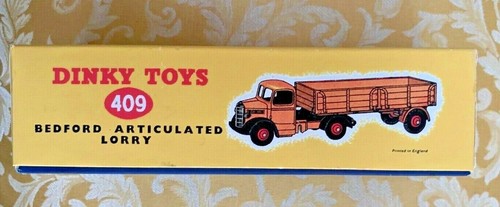 DINKY TOYS
409
BEDFORD ARTICULATED
LORRY
Printed in England